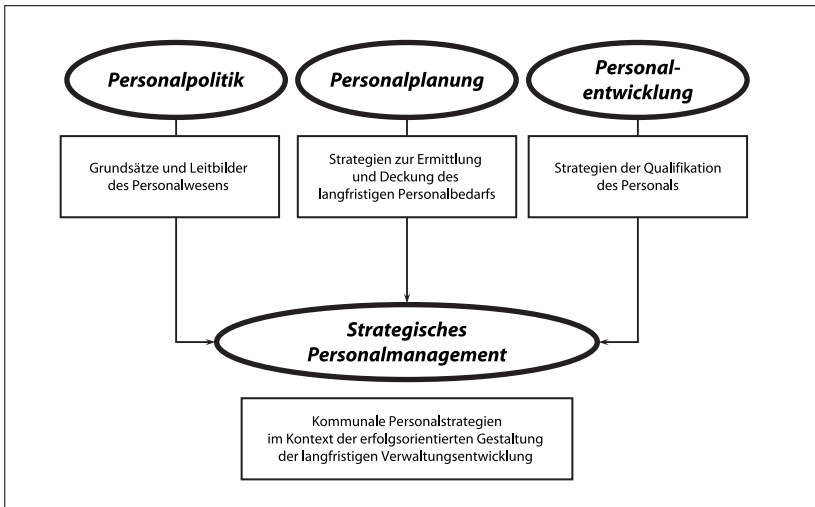 Personalpolitik
Personalplanung
Personal-
entwicklung
Grundsätze und Leitbilder
des Personalwesens
Strategien zur Ermittlung
und Deckung des
langfristigen Personalbedarfs
Strategien der Qualifikation
des Personals
Strategisches
Personalmanagement
Kommunale Personalstrategien
im Kontext der erfolgsorientierten Gestaltung
der langfristigen Verwaltungsentwicklung